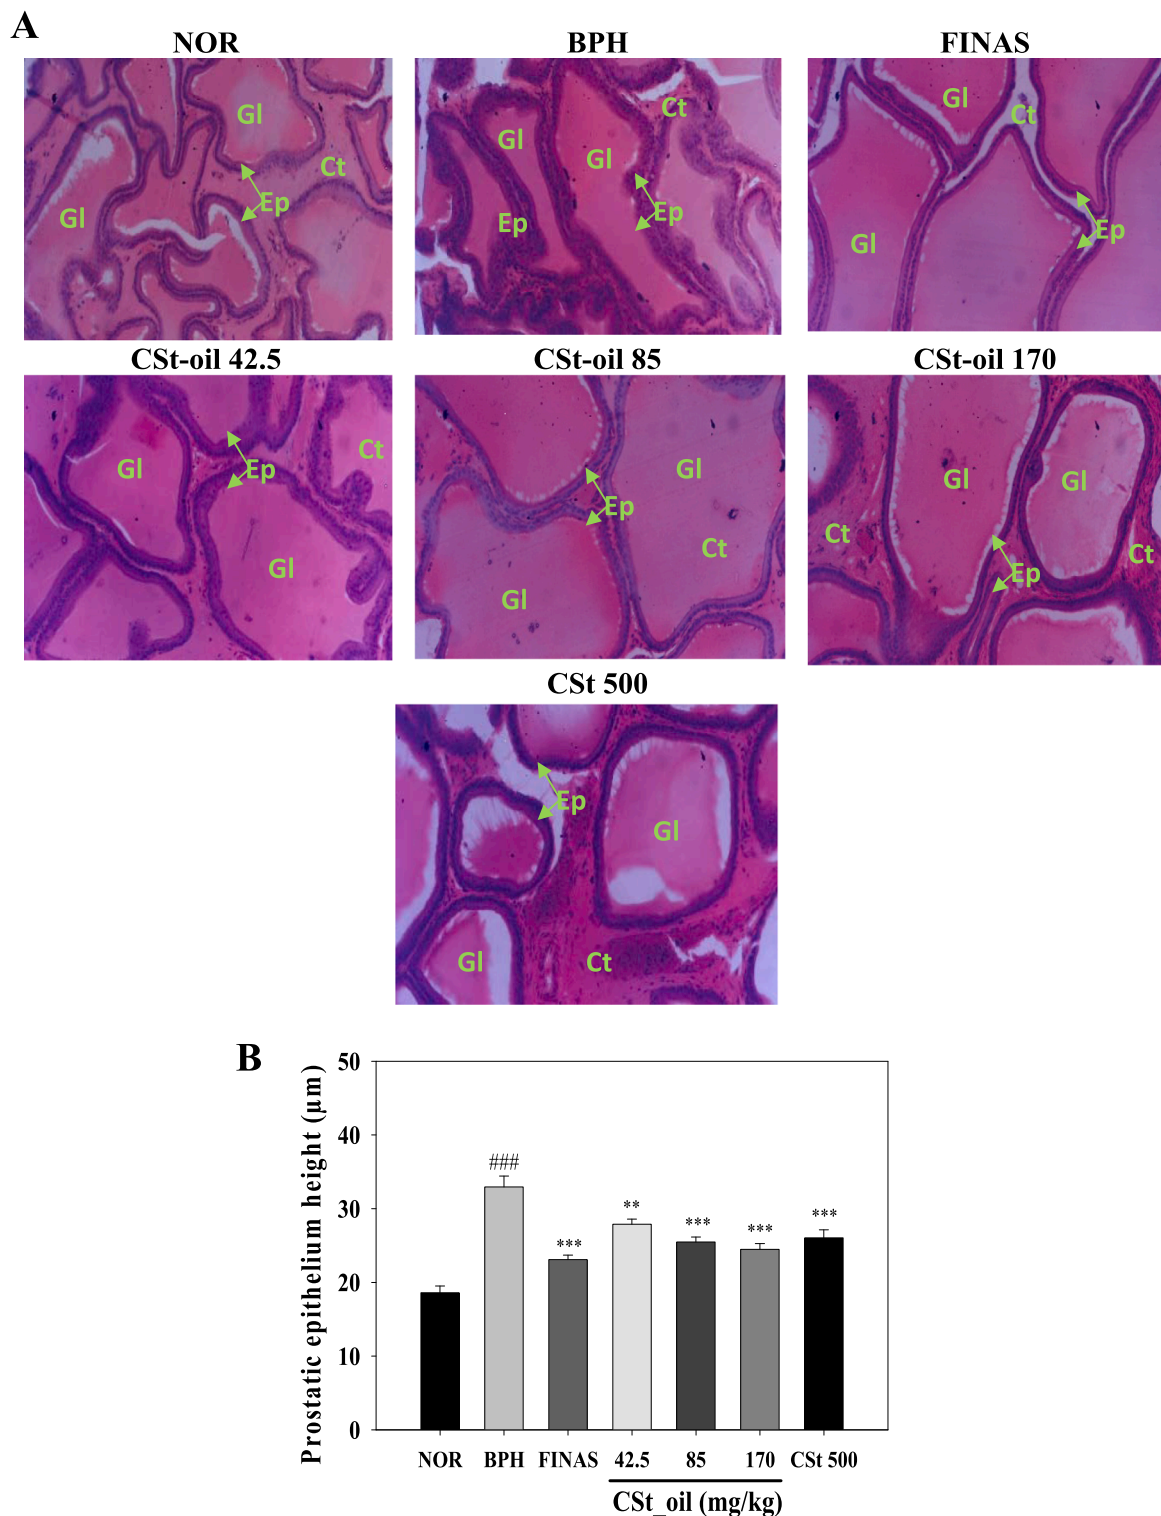 A
NOR
BPH
FINAS
Gl
Ct
Gl
Ep
Ct
Gl
Gl
Ep
Ep
Gl
Ct
Gl
Ep
CSt-oil 42.5
CSt-oil 85
CSt-oil 170
Gl
Ep
Ct
Gl
Gl
Ep
Ct
Gl
Gl
Gl
Ct
Ep
Ct
CSt 500
Ep
Gl
Gl
Ct
B
Prostatic epithelium height (µm)
50
40
30
20
10
0
###
***
**
***
***
***
NOR BPH FINAS 42.5 85 170 CSt 500
CSt_oil (mg/kg)